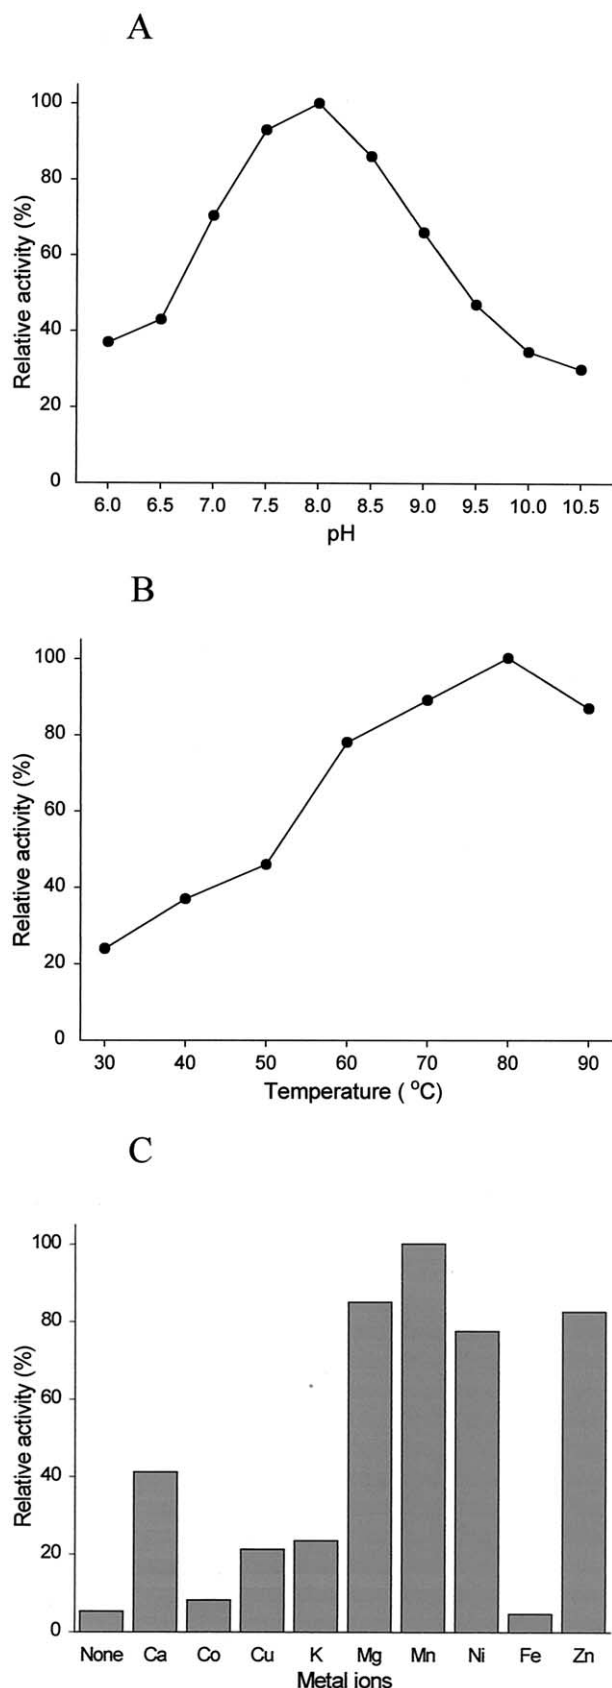 A
Relative activity (%)
100
80
60
40
20
0
6.0 6.5 7.0 7.5 8.0 8.5 9.0 9.5 10.0 10.5
pH
B
Relative activity (%)
100
80
60
40
20
0
30 40 50 60 70 80 90
Temperature ( °C)
C
Relative activity (%)
100
80
60
40
20
0
None Ca Co Cu K Mg Mn Ni Fe Zn
Metal ions